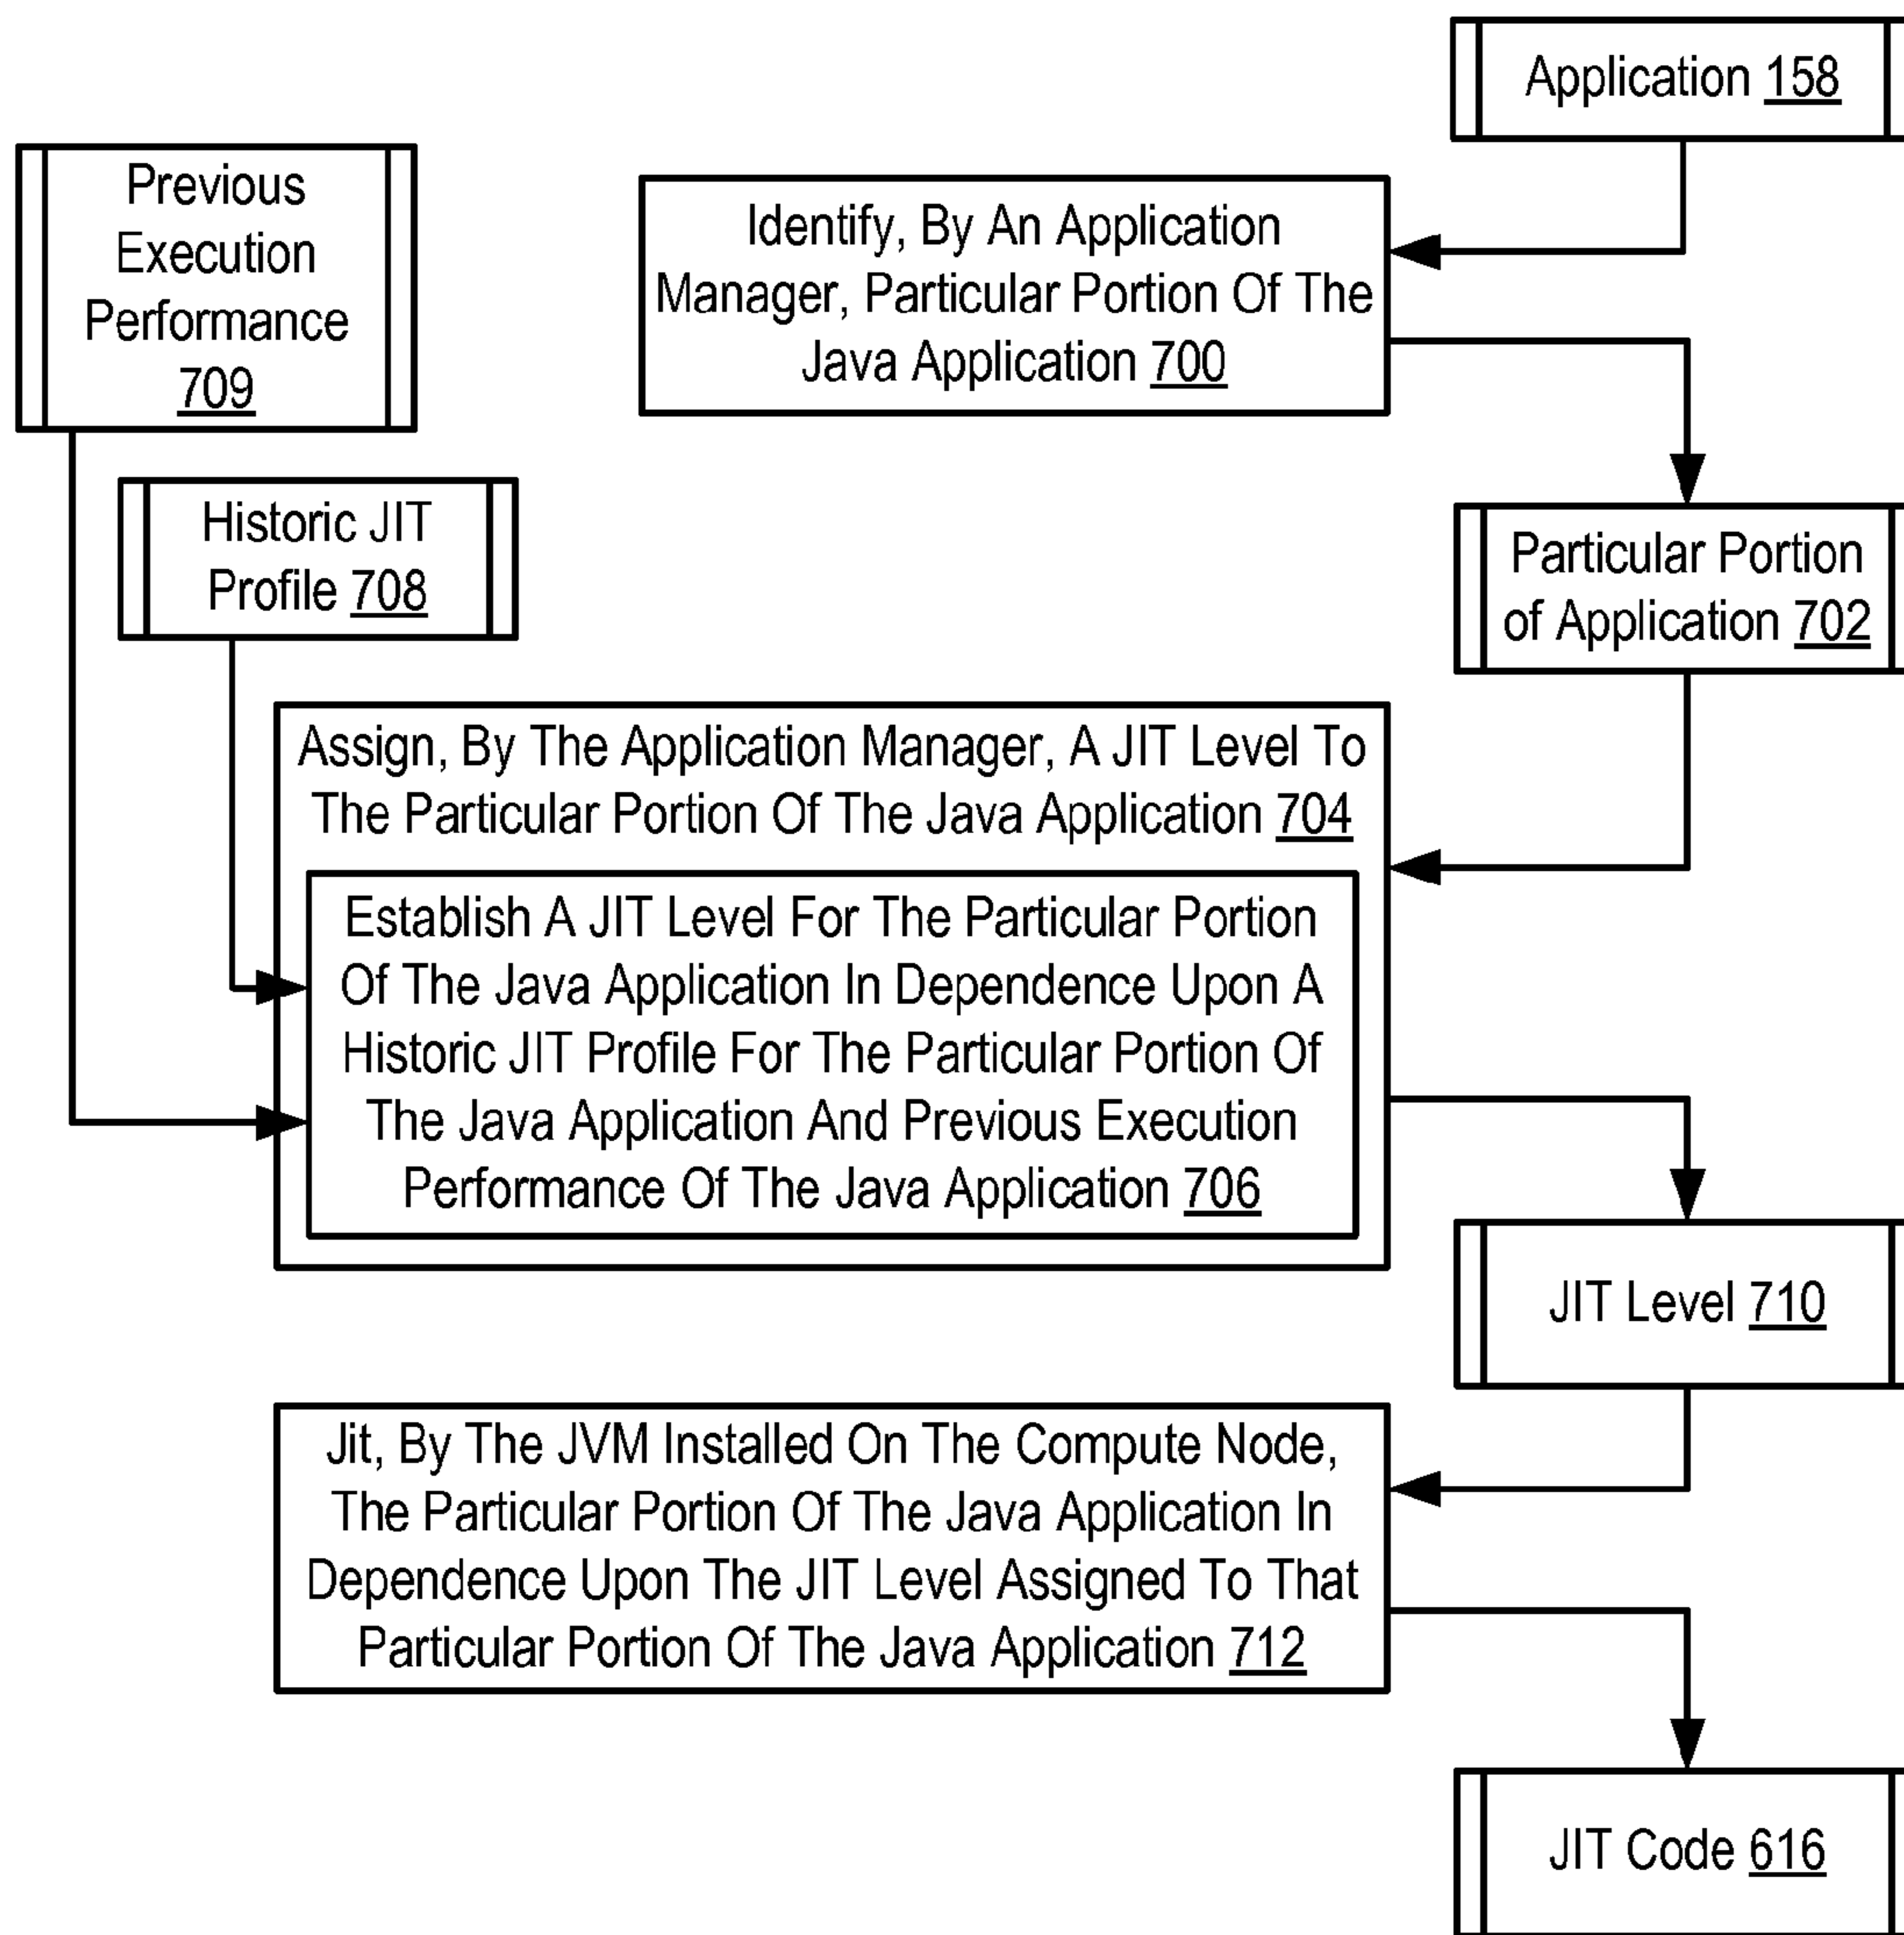 Application 158
Previous
Execution
Performance
709
Identify, By An Application
Manager, Particular Portion Of The
Java Application 700
Historic JIT
Profile 708
Particular Portion
of Application 702
Assign, By The Application Manager, A JIT Level To
The Particular Portion Of The Java Application 704
Establish A JIT Level For The Particular Portion
Of The Java Application In Dependence Upon A
Historic JIT Profile For The Particular Portion Of
The Java Application And Previous Execution
Performance Of The Java Application 706
JIT Level 710
Jit, By The JVM Installed On The Compute Node,
The Particular Portion Of The Java Application In
Dependence Upon The JIT Level Assigned To That
Particular Portion Of The Java Application 712
JIT Code 616